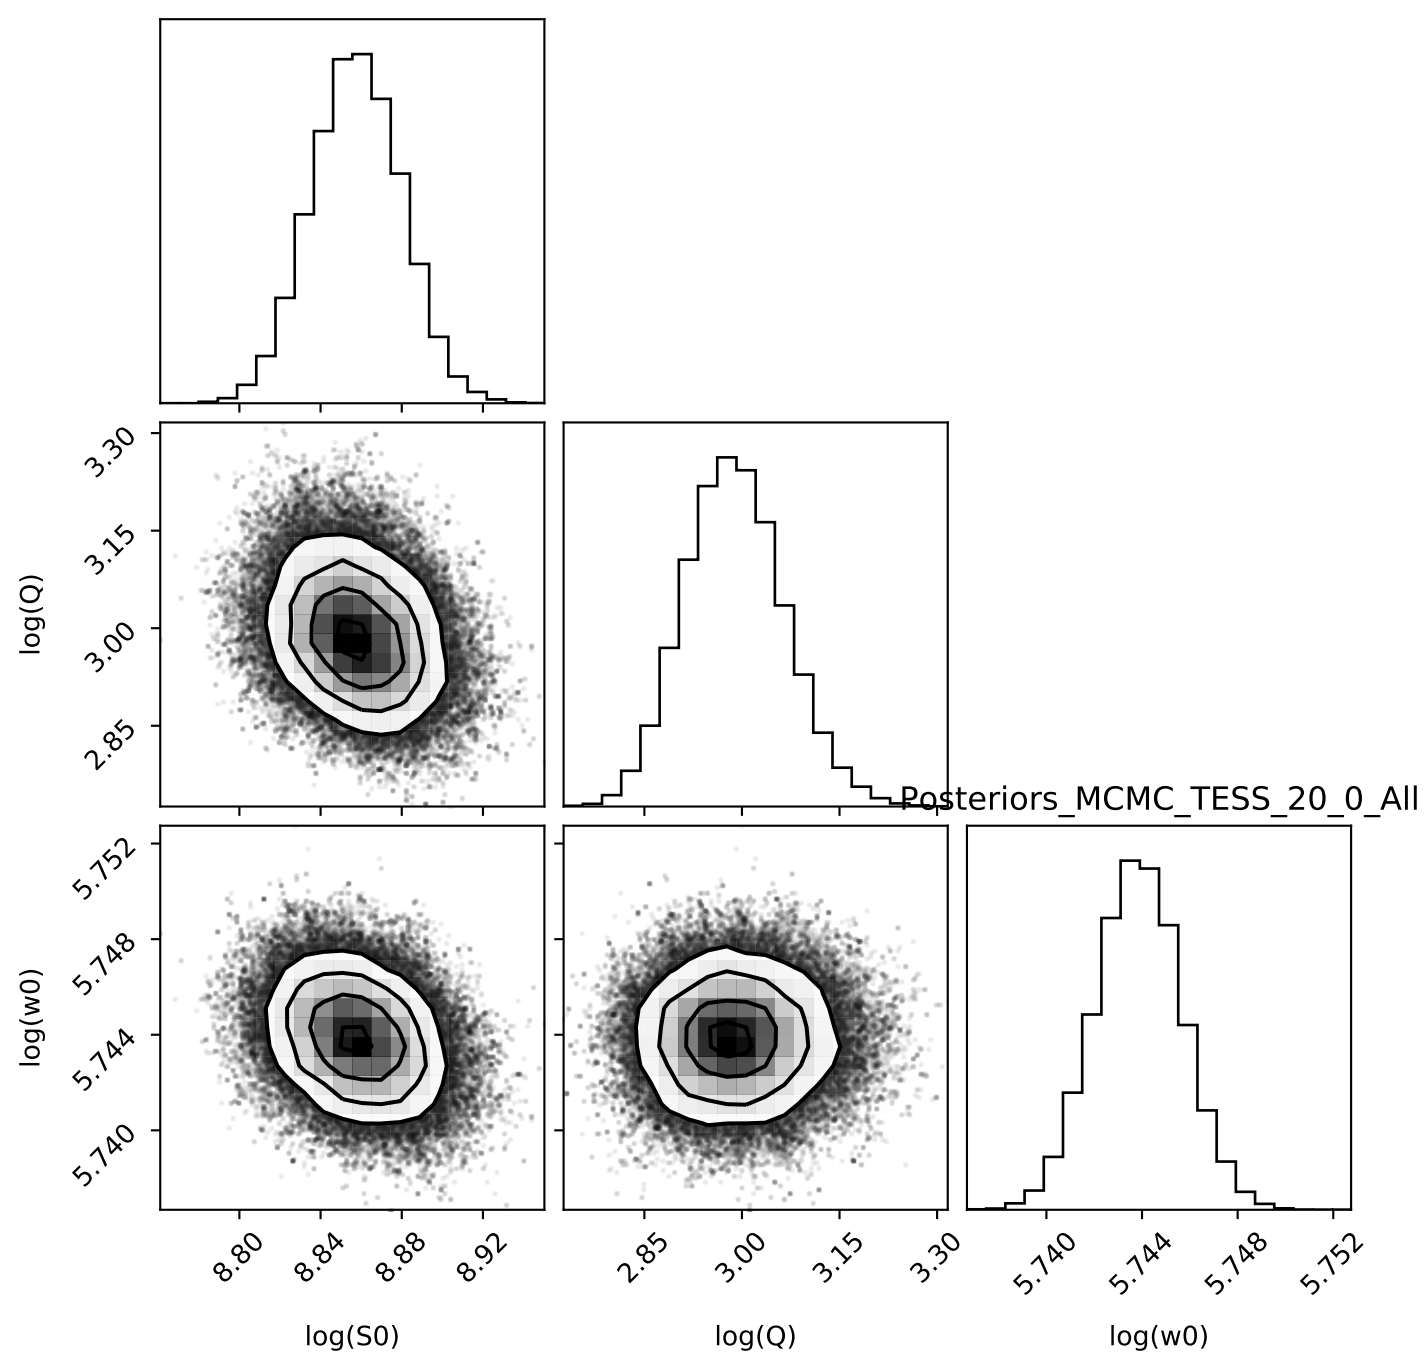 3.30
3.15
3.00
2.85
log(Q)
Posteriors_MCMC_TESS_20_0_All
5.752
5.748
5.744
5.740
log(w0)
8.80 8.84 8.88 8.92
2.85 3.00 3.15 3.30
5.740 5.744 5.748 5.752
log(S0) log(Q) log(w0)